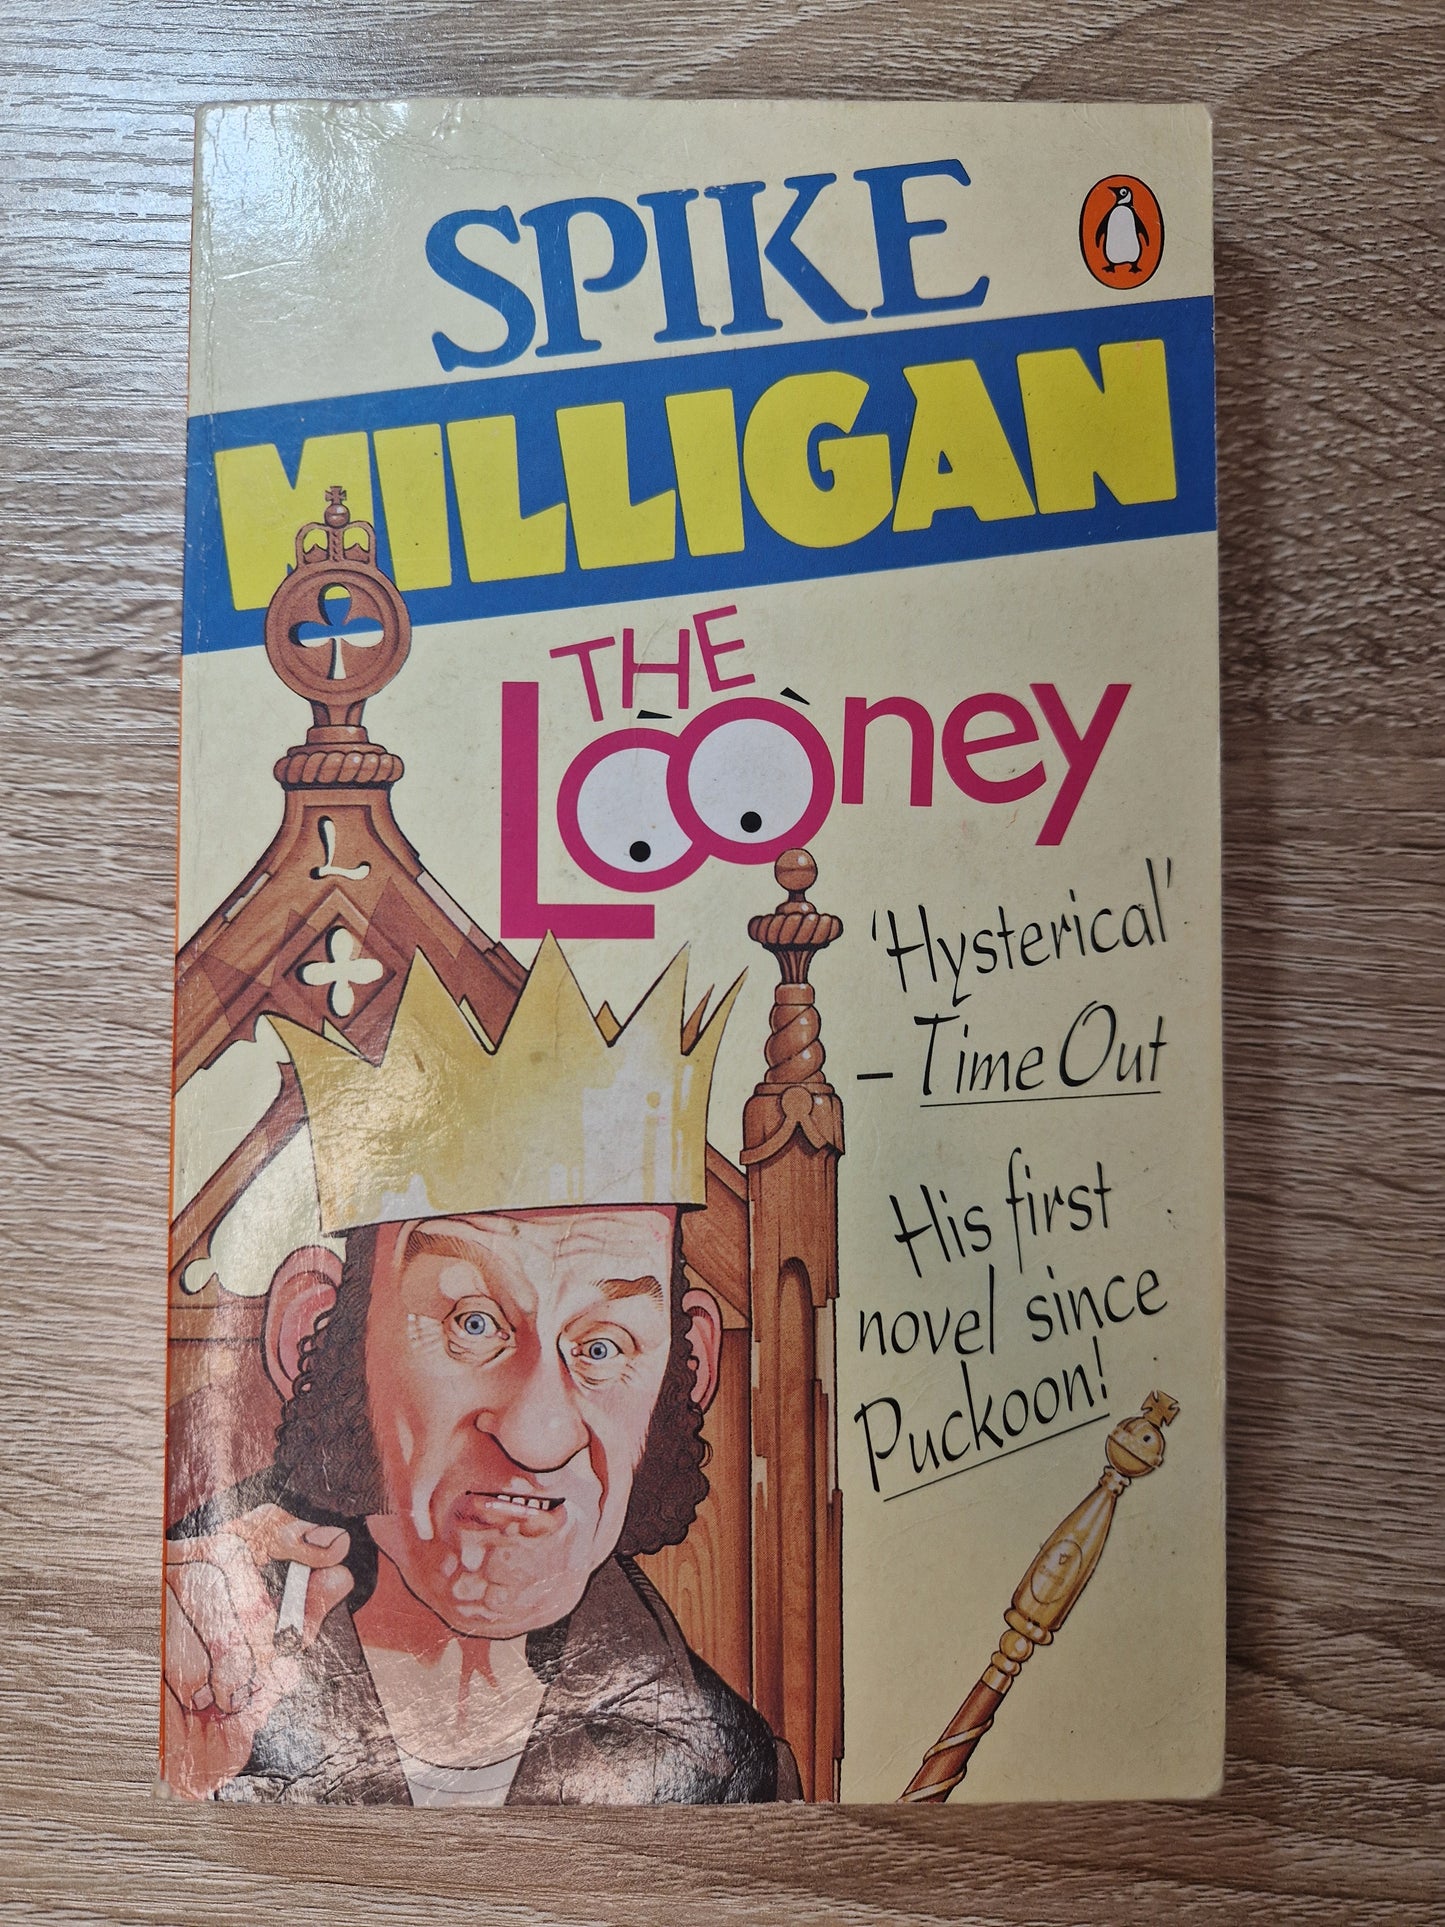 SPIKE
MILLIGAN
THE
Looney
'Hysterical'
– Time Out
His first
novel since
Puckoon!
L